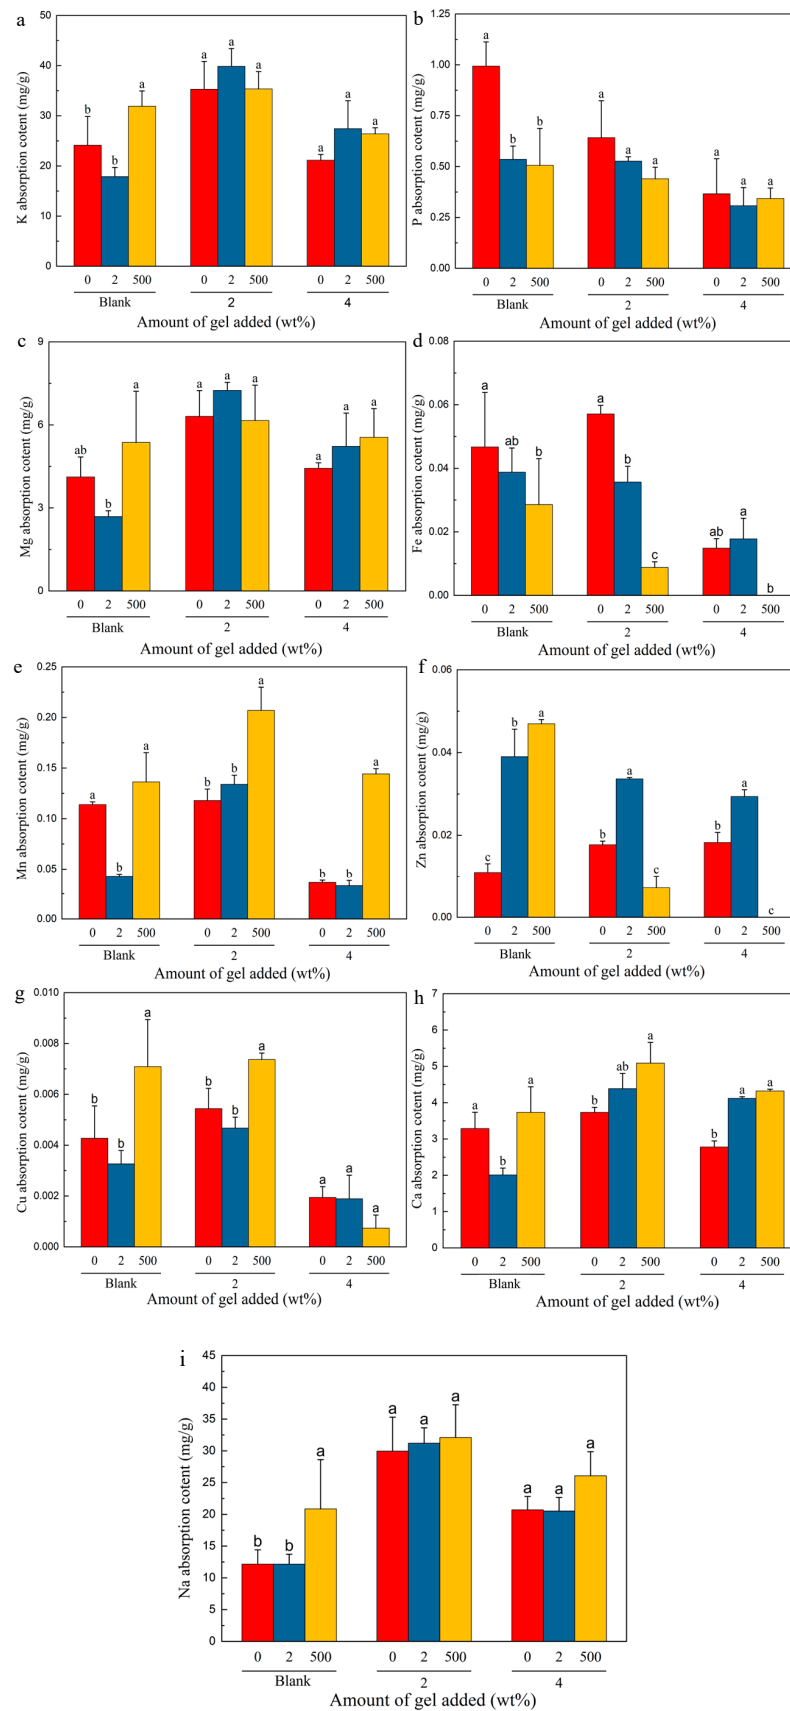 a
K absorption cotent (mg/g)
50
40
30
20
10
0
b b a
a a a
a a a
0 2 500 0 2 500 0 2 500
Blank 2 4
Amount of gel added (wt%)
b
P absorption cotent (mg/g)
1.25
1.00
0.75
0.50
0.25
0.00
a b b
a a a
a a a
0 2 500 0 2 500 0 2 500
Blank 2 4
Amount of gel added (wt%)
c
Mg absorption cotent (mg/g)
9
6
3
0
ab b a
a a a
a a a
0 2 500 0 2 500 0 2 500
Blank 2 4
Amount of gel added (wt%)
d
Fe absorption cotent (mg/g)
0.08
0.06
0.04
0.02
0.00
a ab b
a b c
ab a b
0 2 500 0 2 500 0 2 500
Blank 2 4
Amount of gel added (wt%)
e
Mn absorption cotent (mg/g)
0.25
0.20
0.15
0.10
0.05
0.00
a b a
b b a
b b a
0 2 500 0 2 500 0 2 500
Blank 2 4
Amount of gel added (wt%)
f
Zn absorption cotent (mg/g)
0.06
0.04
0.02
0.00
c b a
b a c
b a c
0 2 500 0 2 500 0 2 500
Blank 2 4
Amount of gel added (wt%)
g
Cu absorption cotent (mg/g)
0.010
0.008
0.006
0.004
0.002
0.000
b b a
b b a
a a a
0 2 500 0 2 500 0 2 500
Blank 2 4
Amount of gel added (wt%)
h
Ca absorption cotent (mg/g)
7
6
5
4
3
2
1
0
a b a
b ab a
b a a
0 2 500 0 2 500 0 2 500
Blank 2 4
Amount of gel added (wt%)
i
Na absorption cotent (mg/g)
45
40
35
30
25
20
15
10
5
0
b b a
a a a
a a a
0 2 500 0 2 500 0 2 500
Blank 2 4
Amount of gel added (wt%)